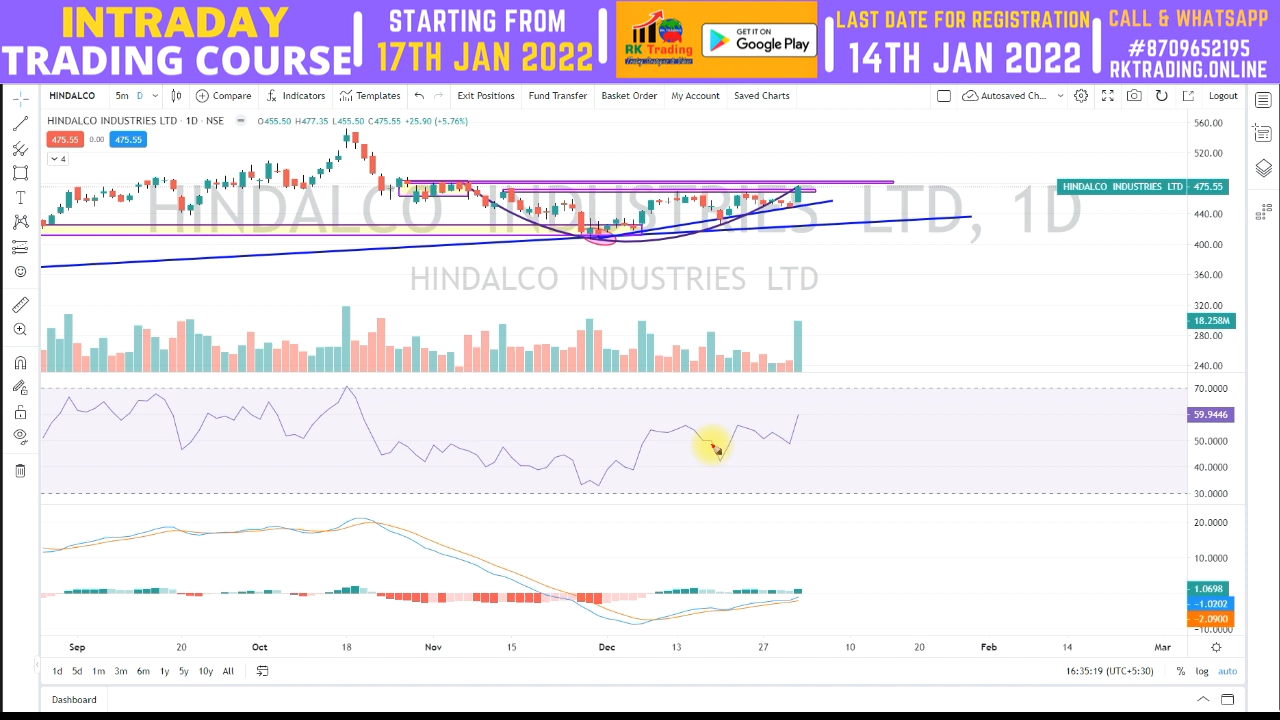 INTRADAY
TRADING COURSE
STARTING FROM
17TH JAN 2022
RK Trading
GET IT ON
Google Play
LAST DATE FOR REGISTRATION
14TH JAN 2022
CALL & WHATSAPP
#8709652195
RKTRADING.ONLINE
HINDALCO 5m D Compare Indicators Templates Exit Positions Fund Transfer Basket Order My Account Saved Charts Autosaved Ch... Logout
HINDALCO INDUSTRIES LTD · 1D · NSE O455.50 H477.35 L455.50 C475.55 +25.90 (+5.76%)
475.55 0.00 475.55
4
HINDALCO INDUSTRIES LTD, 1D
HINDALCO INDUSTRIES LTD
560.00
520.00
HINDALCO INDUSTRIES LTD 475.55
440.00
400.00
360.00
320.00
18.258M
280.00
240.00
70.0000
59.9446
50.0000
40.0000
30.0000
20.0000
10.0000
1.0698
−1.0202
−2.0900
−10.0000
Sep 20 Oct 18 Nov 15 Dec 13 27 10 20 Feb 14 Mar
1d 5d 1m 3m 6m 1y 5y 10y All 16:35:19 (UTC+5:30) % log auto
Dashboard